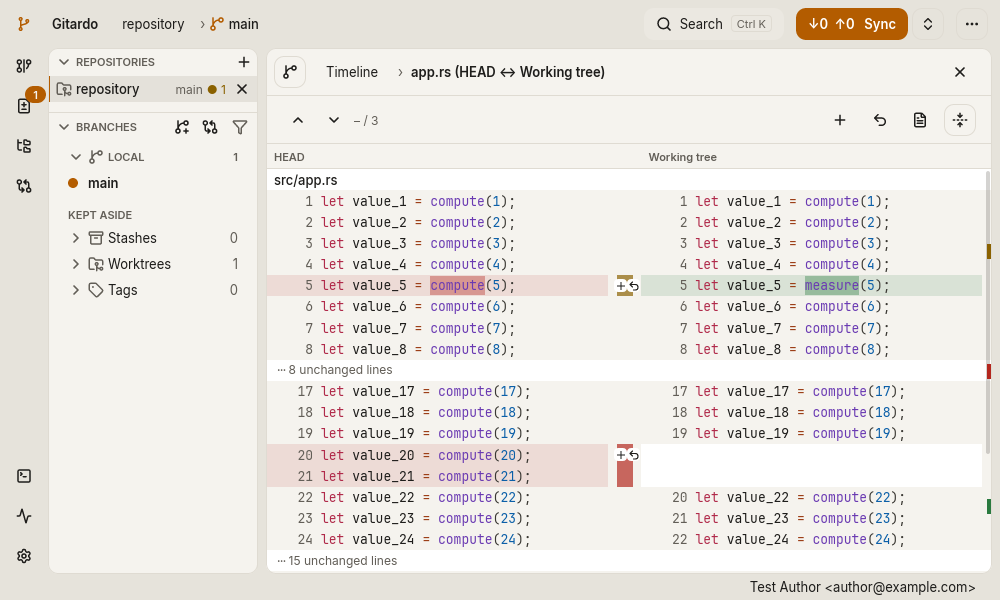 Gitardo repository › main Search Ctrl K ↓0 ↑0 Sync ···
REPOSITORIES +
repository main 1 ×
1
BRANCHES
LOCAL 1
main
KEPT ASIDE
Stashes 0
Worktrees 1
Tags 0
Timeline › app.rs (HEAD ↔ Working tree) ×
– / 3
HEAD Working tree
src/app.rs
1 let value_1 = compute(1); 1 let value_1 = compute(1);
2 let value_2 = compute(2); 2 let value_2 = compute(2);
3 let value_3 = compute(3); 3 let value_3 = compute(3);
4 let value_4 = compute(4); 4 let value_4 = compute(4);
5 let value_5 = compute(5); + 5 let value_5 = measure(5);
6 let value_6 = compute(6); 6 let value_6 = compute(6);
7 let value_7 = compute(7); 7 let value_7 = compute(7);
8 let value_8 = compute(8); 8 let value_8 = compute(8);
··· 8 unchanged lines
17 let value_17 = compute(17); 17 let value_17 = compute(17);
18 let value_18 = compute(18); 18 let value_18 = compute(18);
19 let value_19 = compute(19); 19 let value_19 = compute(19);
20 let value_20 = compute(20); +
21 let value_21 = compute(21);
22 let value_22 = compute(22); 20 let value_22 = compute(22);
23 let value_23 = compute(23); 21 let value_23 = compute(23);
24 let value_24 = compute(24); 22 let value_24 = compute(24);
··· 15 unchanged lines
Test Author <author@example.com>